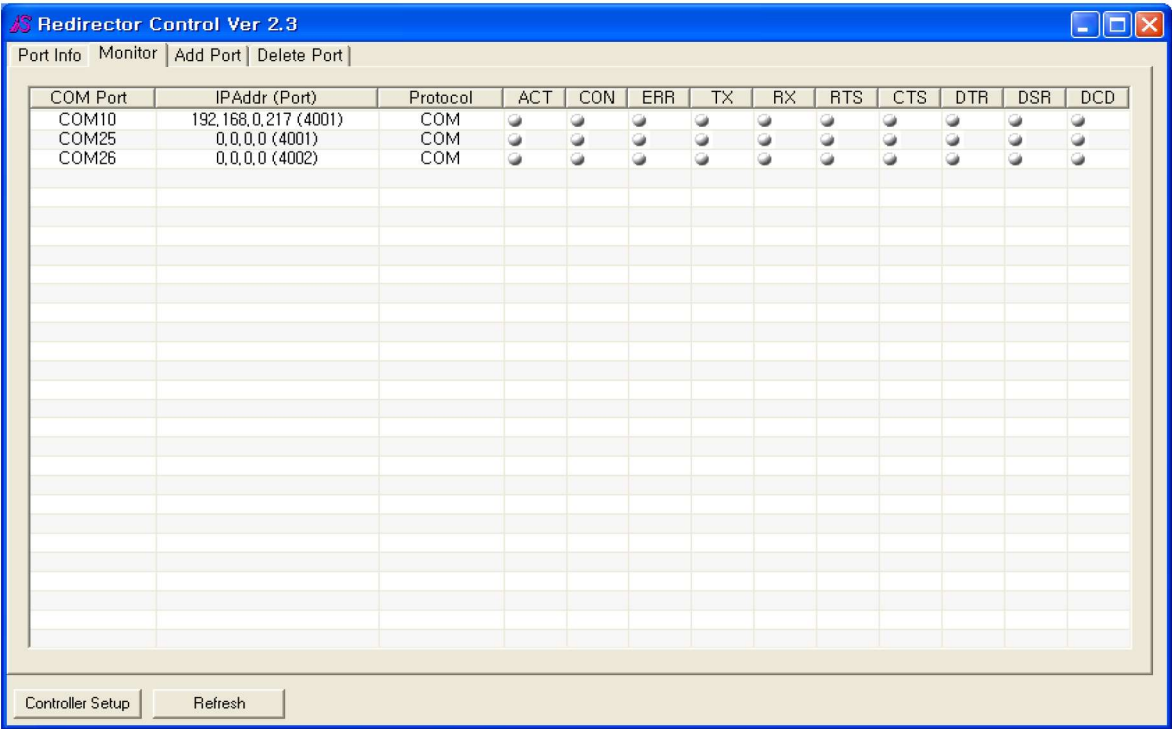 iS Redirector Control Ver 2.3
Port Info Monitor Add Port Delete Port
COM Port IPAddr (Port) Protocol ACT CON ERR TX RX RTS CTS DTR DSR DCD
COM10 192,168,0,217 (4001) COM
COM25 0,0,0,0 (4001) COM
COM26 0,0,0,0 (4002) COM
Controller Setup Refresh